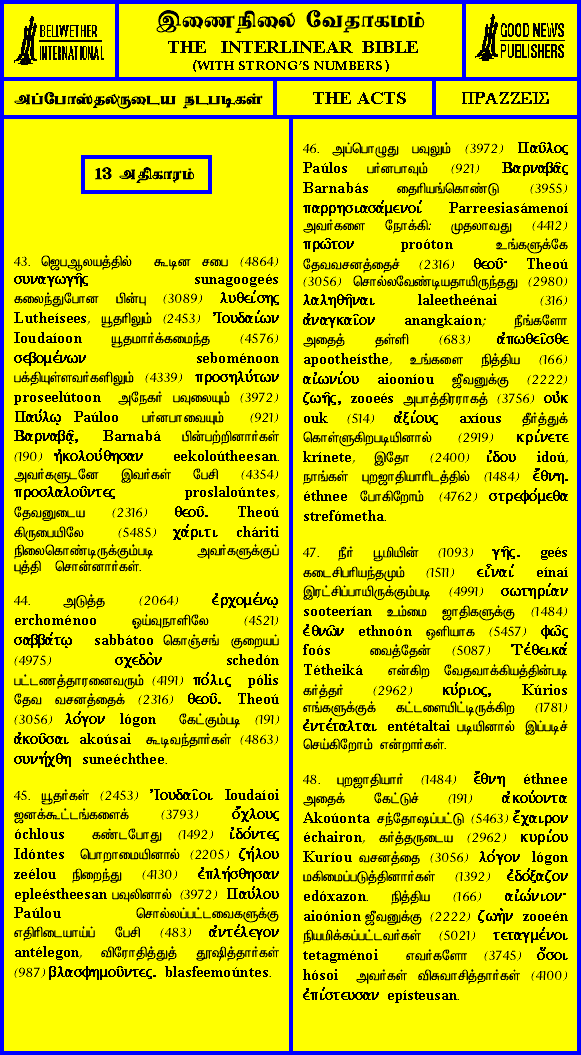 BELLWETHER
INTERNATIONAL
இணைநிலை வேதாகமம்
THE INTERLINEAR BIBLE
(WITH STRONG'S NUMBERS)
GOOD NEWS
PUBLISHERS
அப்போஸ்தலருடைய நடபடிகள்
THE ACTS
ΠΡΑΖΖΕΙΣ
13 அதிகாரம்
43. ஜெபஆலயத்தில் கூடின சபை (4864)
συναγωγῆς sunagoogeés
கலைந்துபோன பின்பு (3089) λυθείσης
Lutheísees, யூதரிலும் (2453) Ἰουδαίων
Ioudaíoon யூதமார்க்கமைந்த (4576)
σεβομένων seboménoon
பக்தியுள்ளவர்களிலும் (4339) προσηλύτων
proseelútoon அநேகர் பவுலையும் (3972)
Παύλῳ Paúloo பர்னபாவையும் (921)
Βαρναβᾷ, Barnabá பின்பற்றினார்கள்
(190) ἠκολούθησαν eekoloútheesan.
அவர்களுடனே இவர்கள் பேசி (4354)
προσλαλοῦντες proslaloúntes,
தேவனுடைய (2316) θεοῦ. Theoú
கிருபையிலே (5485) χάριτι cháriti
நிலைகொண்டிருக்கும்படி அவர்களுக்குப்
புத்தி சொன்னார்கள்.
44. அடுத்த (2064) ἐρχομένῳ
erchoménoo ஓய்வுநாளிலே (4521)
σαββάτῳ sabbátoo கொஞ்சங் குறையப்
(4975) σχεδὸν schedón
பட்டணத்தாரனைவரும் (4191) πόλις pólis
தேவ வசனத்தைக் (2316) θεοῦ. Theoú
(3056) λόγον lógon கேட்கும்படி (191)
ἀκοῦσαι akoúsai கூடிவந்தார்கள் (4863)
συνήχθη suneéchthee.
45. யூதர்கள் (2453) Ἰουδαῖοι Ioudaíoi
ஜனக்கூட்டங்களைக் (3793) ὄχλους
óchlous கண்டபோது (1492) ἰδόντες
Idóntes பொறாமையினால் (2205) ζήλου
zeélou நிறைந்து (4130) ἐπλήσθησαν
epleéstheesan பவுலினால் (3972) Παύλου
Paúlou சொல்லப்பட்டவைகளுக்கு
எதிரிடையாய்ப் பேசி (483) ἀντέλεγον
antélegon, விரோதித்துத் தூஷித்தார்கள்
(987) βλασφημοῦντες. blasfeemoúntes.
46. அப்பொழுது பவுலும் (3972) Παῦλος
Paúlos பர்னபாவும் (921) Βαρναβᾶς
Barnabás தைரியங்கொண்டு (3955)
παρρησιασάμενοί Parreesiasámenoí
அவர்களை நோக்கி: முதலாவது (4412)
πρῶτον proóton உங்களுக்கே
தேவவசனத்தைச் (2316) θεοῦ· Theoú
(3056) சொல்லவேண்டியதாயிருந்தது (2980)
λαληθῆναι laleetheénai (316)
ἀναγκαῖον anangkaíon; நீங்களோ
அதைத் தள்ளி (683) ἀπωθεῖσθε
apootheísthe, உங்களை நித்திய (166)
αἰωνίου aiooníou ஜீவனுக்கு (2222)
ζωῆς, zooeés அபாத்திரராகத் (3756) οὐκ
ouk (514) ἀξίους axíous தீர்த்துக்
கொள்ளுகிறபடியினால் (2919) κρίνετε
krínete, இதோ (2400) ἰδου idoú,
நாங்கள் புறஜாதியாரிடத்தில் (1484) ἔθνη.
éthnee போகிறோம் (4762) στρεφόμεθα
strefómetha.
47. நீர் பூமியின் (1093) γῆς. geés
கடைசிபரியந்தமும் (1511) εἶναί einaí
இரட்சிப்பாயிருக்கும்படி (4991) σωτηρίαν
sooteerían உம்மை ஜாதிகளுக்கு (1484)
ἐθνῶν ethnoón ஒளியாக (5457) φῶς
foós வைத்தேன் (5087) Τέθεικά
Tétheiká என்கிற வேதவாக்கியத்தின்படி
கர்த்தர் (2962) κύριος, Kúrios
எங்களுக்குக் கட்டளையிட்டிருக்கிற (1781)
ἐντέταλται entétaltai படியினால் இப்படிச்
செய்கிறோம் என்றார்கள்.
48. புறஜாதியார் (1484) ἔθνη éthnee
அதைக் கேட்டுச் (191) ἀκούοντα
Akoúonta சந்தோஷப்பட்டு (5463) ἔχαιρον
échairon, கர்த்தருடைய (2962) κυρίου
Kuríou வசனத்தை (3056) λόγον lógon
மகிமைப்படுத்தினார்கள் (1392) ἐδόξαζον
edóxazon. நித்திய (166) αἰώνιον·
aioónion ஜீவனுக்கு (2222) ζωὴν zooeén
நியமிக்கப்பட்டவர்கள் (5021) τεταγμένοι
tetagménoi எவர்களோ (3745) ὅσοι
hósoi அவர்கள் விசுவாசித்தார்கள் (4100)
ἐπίστευσαν epísteusan.